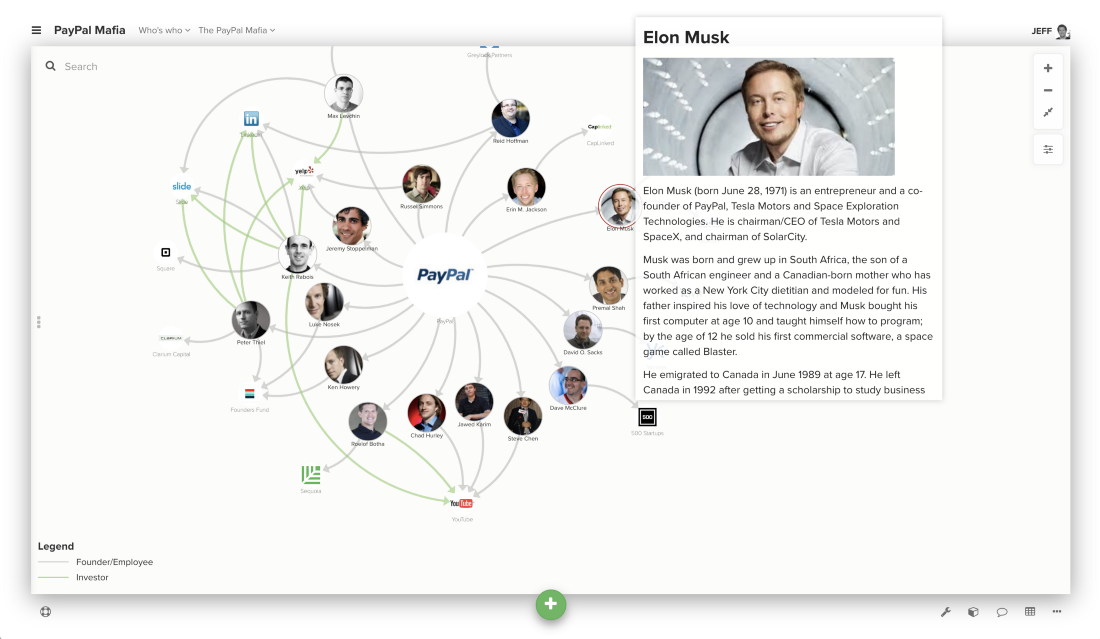 PayPal Mafia
Who's who
The PayPal Mafia
JEFF
Search
Greylock Partners
Max Levchin
Reid Hoffman
LinkedIn
CapLinked
CapLinked
yelp
Yelp
slide
Slide
Russel Simmons
Erin M. Jackson
Elon Musk
Jeremy Stoppelman
Square
Keith Rabois
PayPal
PayPal
Premal Shah
Luke Nosek
Peter Thiel
David O. Sacks
Clarium Capital
Ken Howery
Dave McClure
Founders Fund
Jawed Karim
Chad Hurley
Steve Chen
Roelof Botha
500
500 Startups
Sequoia
YouTube
YouTube
Elon Musk
Elon Musk (born June 28, 1971) is an entrepreneur and a co-
founder of PayPal, Tesla Motors and Space Exploration
Technologies. He is chairman/CEO of Tesla Motors and
SpaceX, and chairman of SolarCity.
Musk was born and grew up in South Africa, the son of a
South African engineer and a Canadian-born mother who has
worked as a New York City dietitian and modeled for fun. His
father inspired his love of technology and Musk bought his
first computer at age 10 and taught himself how to program;
by the age of 12 he sold his first commercial software, a space
game called Blaster.
He emigrated to Canada in June 1989 at age 17. He left
Canada in 1992 after getting a scholarship to study business
Legend
Founder/Employee
Investor